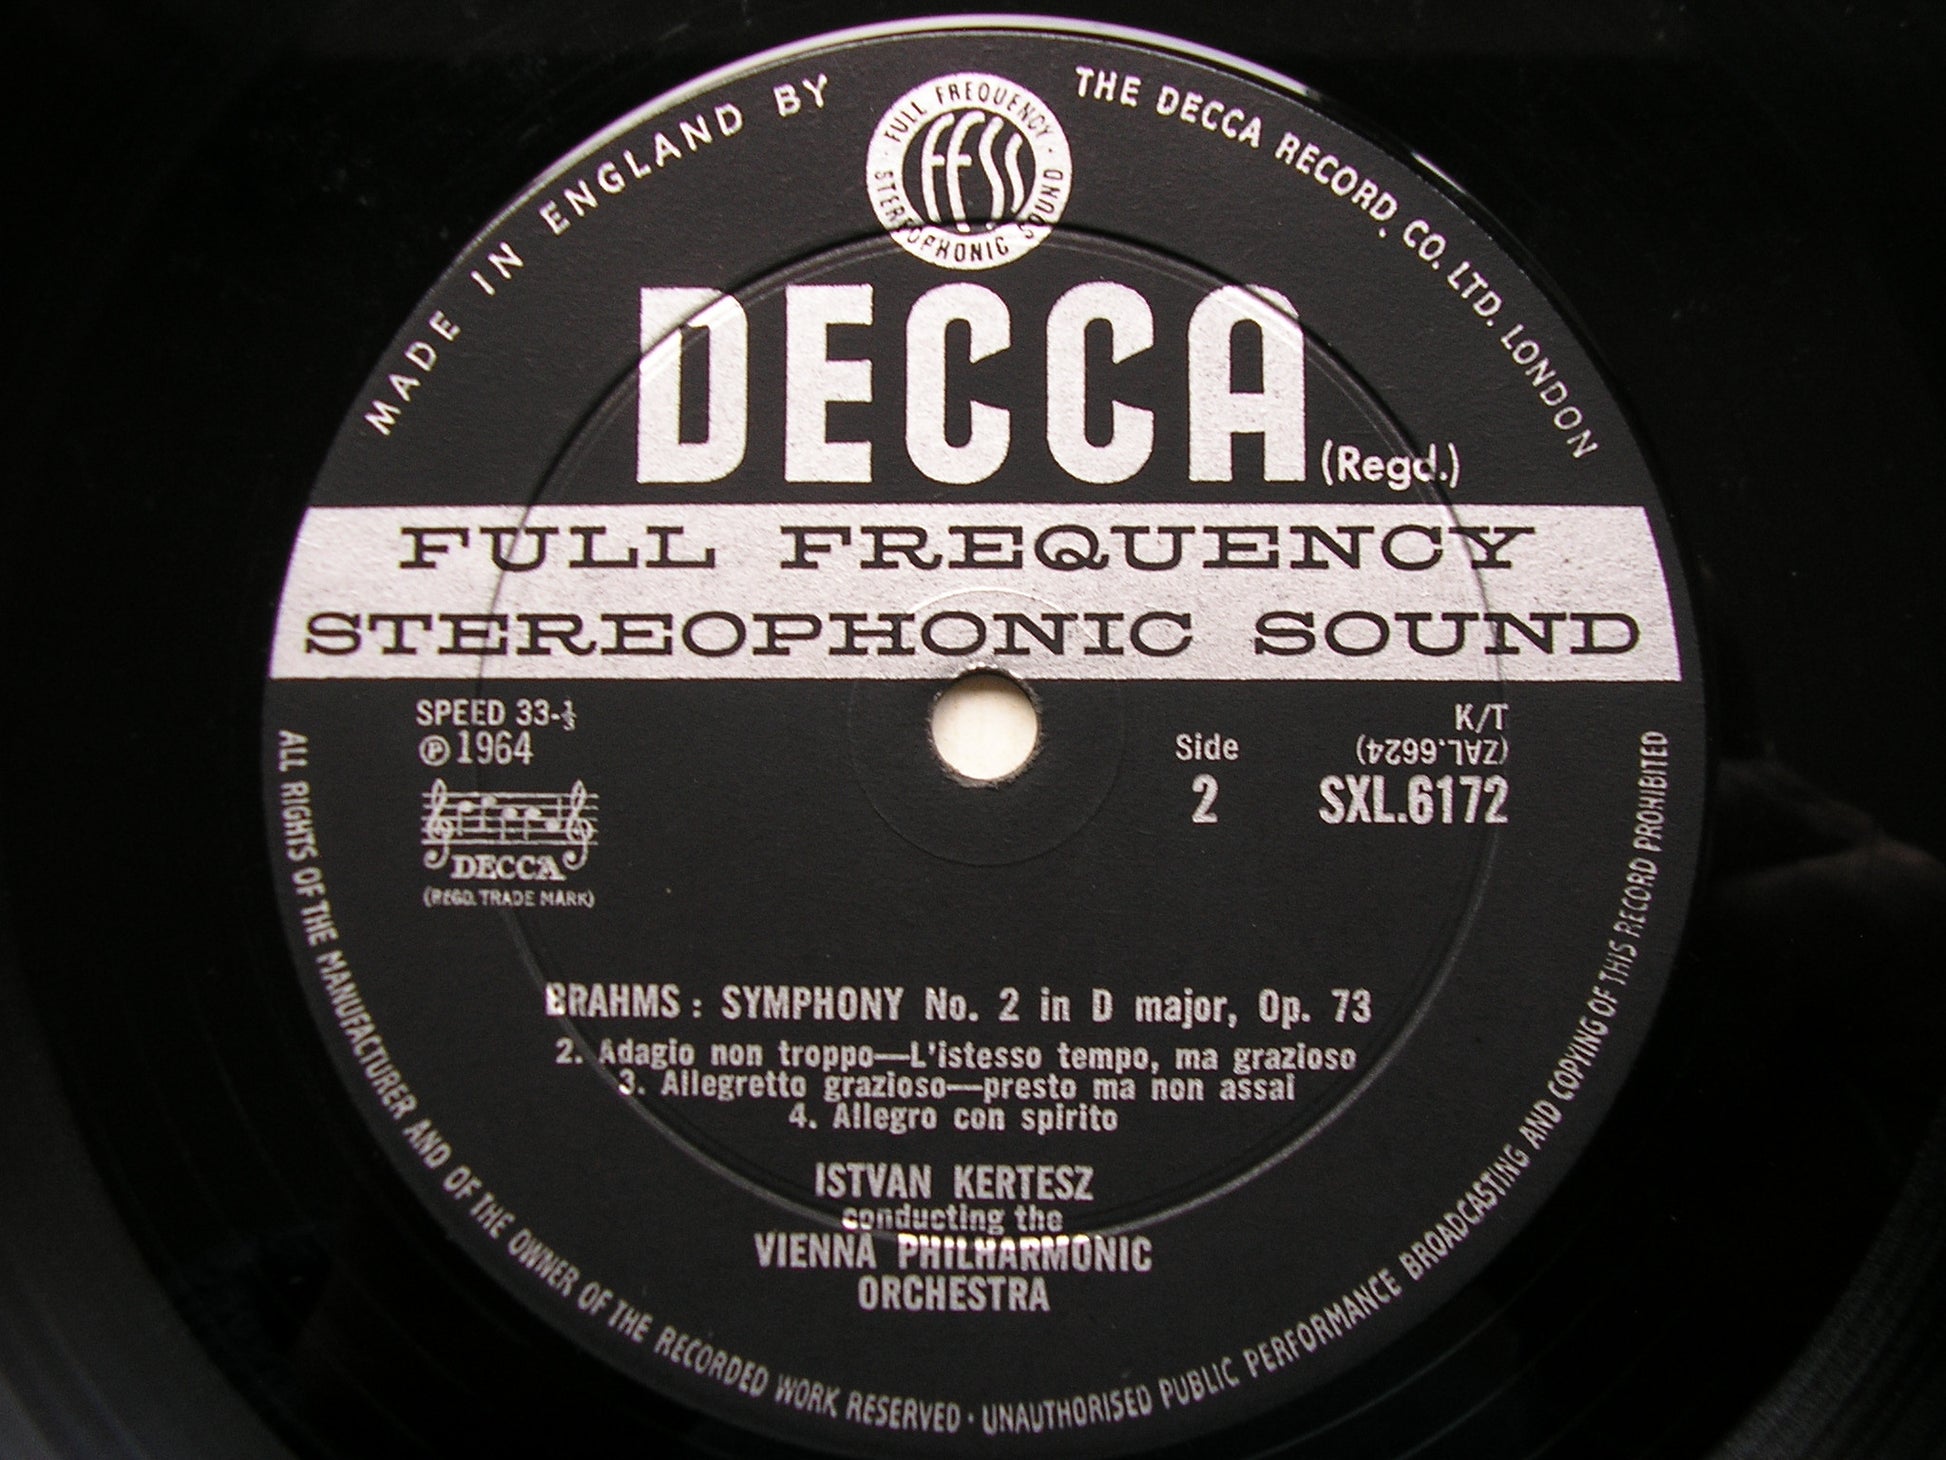 MADE IN ENGLAND BY
THE DECCA RECORD CO. LTD. LONDON
FULL FREQUENCY
FFSS
STEREOPHONIC SOUND
DECCA (Regd.)
FULL FREQUENCY
STEREOPHONIC SOUND
SPEED 33-⅓
℗ 1964
DECCA
(REGD. TRADE MARK)
Side
2
K/T
(ZAL.6624)
SXL.6172
BRAHMS : SYMPHONY No. 2 in D major, Op. 73
2. Adagio non troppo—L'istesso tempo, ma grazioso
3. Allegretto grazioso—presto ma non assai
4. Allegro con spirito
ISTVAN KERTESZ
conducting the
VIENNA PHILHARMONIC
ORCHESTRA
ALL RIGHTS OF THE MANUFACTURER AND OF THE OWNER OF THE RECORDED WORK RESERVED · UNAUTHORISED PUBLIC PERFORMANCE BROADCASTING AND COPYING OF THIS RECORD PROHIBITED